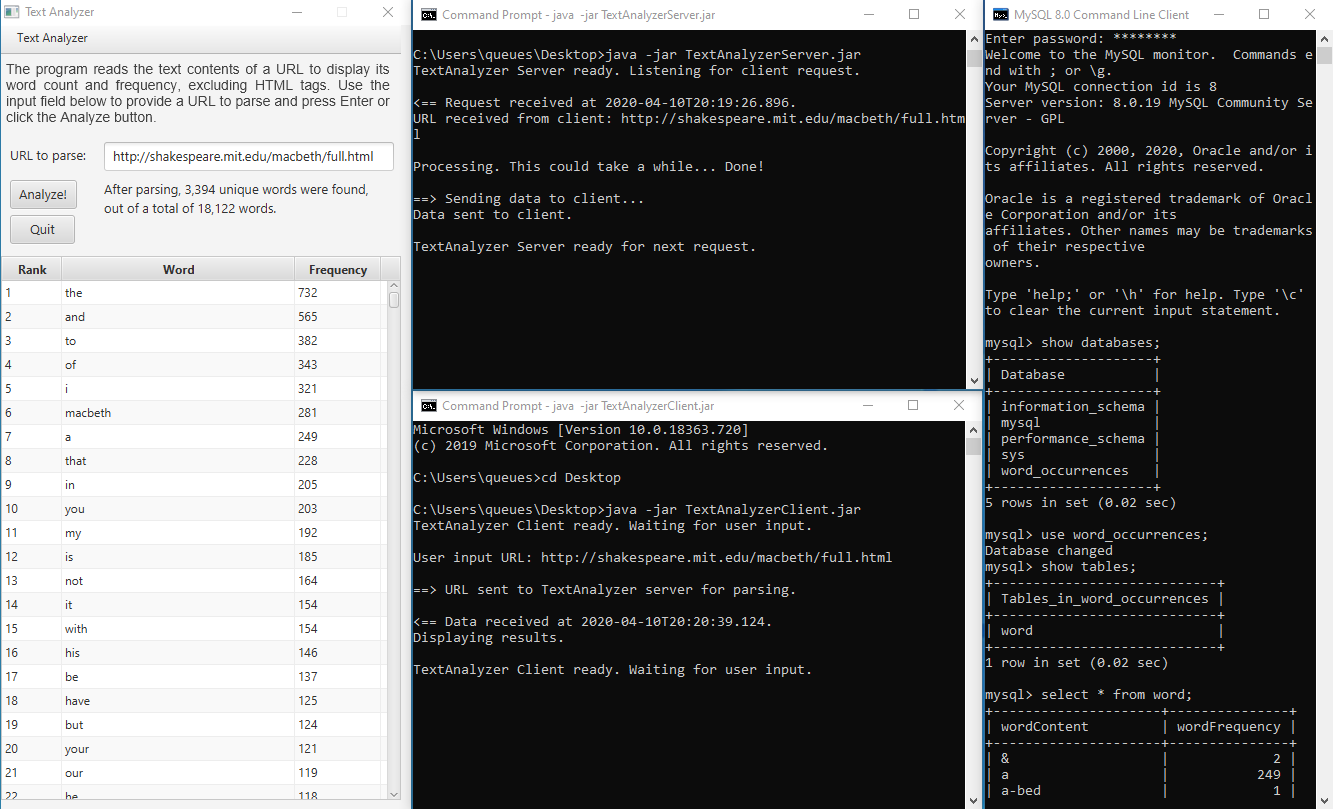 Text Analyzer
Text Analyzer
The program reads the text contents of a URL to display its
word count and frequency, excluding HTML tags. Use the
input field below to provide a URL to parse and press Enter or
click the Analyze button.
URL to parse: http://shakespeare.mit.edu/macbeth/full.html
Analyze! After parsing, 3,394 unique words were found,
out of a total of 18,122 words.
Quit
Rank Word Frequency
1 the 732
2 and 565
3 to 382
4 of 343
5 i 321
6 macbeth 281
7 a 249
8 that 228
9 in 205
10 you 203
11 my 192
12 is 185
13 not 164
14 it 154
15 with 154
16 his 146
17 be 137
18 have 125
19 but 124
20 your 121
21 our 119
22 he 118
Command Prompt - java -jar TextAnalyzerServer.jar
C:\Users\queues\Desktop>java -jar TextAnalyzerServer.jar
TextAnalyzer Server ready. Listening for client request.
<== Request received at 2020-04-10T20:19:26.896.
URL received from client: http://shakespeare.mit.edu/macbeth/full.htm
l
Processing. This could take a while... Done!
==> Sending data to client...
Data sent to client.
TextAnalyzer Server ready for next request.
Command Prompt - java -jar TextAnalyzerClient.jar
Microsoft Windows [Version 10.0.18363.720]
(c) 2019 Microsoft Corporation. All rights reserved.
C:\Users\queues>cd Desktop
C:\Users\queues\Desktop>java -jar TextAnalyzerClient.jar
TextAnalyzer Client ready. Waiting for user input.
User input URL: http://shakespeare.mit.edu/macbeth/full.html
==> URL sent to TextAnalyzer server for parsing.
<== Data received at 2020-04-10T20:20:39.124.
Displaying results.
TextAnalyzer Client ready. Waiting for user input.
MySQL 8.0 Command Line Client
Enter password: ********
Welcome to the MySQL monitor.  Commands e
nd with ; or \g.
Your MySQL connection id is 8
Server version: 8.0.19 MySQL Community Se
rver - GPL
Copyright (c) 2000, 2020, Oracle and/or i
ts affiliates. All rights reserved.
Oracle is a registered trademark of Oracl
e Corporation and/or its
affiliates. Other names may be trademarks
 of their respective
owners.
Type 'help;' or '\h' for help. Type '\c'
to clear the current input statement.
mysql> show databases;
+--------------------+
| Database           |
+--------------------+
| information_schema |
| mysql              |
| performance_schema |
| sys                |
| word_occurrences   |
+--------------------+
5 rows in set (0.02 sec)
mysql> use word_occurrences;
Database changed
mysql> show tables;
+----------------------------+
| Tables_in_word_occurrences |
+----------------------------+
| word                       |
+----------------------------+
1 row in set (0.02 sec)
mysql> select * from word;
+---------------------+---------------+
| wordContent         | wordFrequency |
+---------------------+---------------+
| &                   |             2 |
| a                   |           249 |
| a-bed               |             1 |